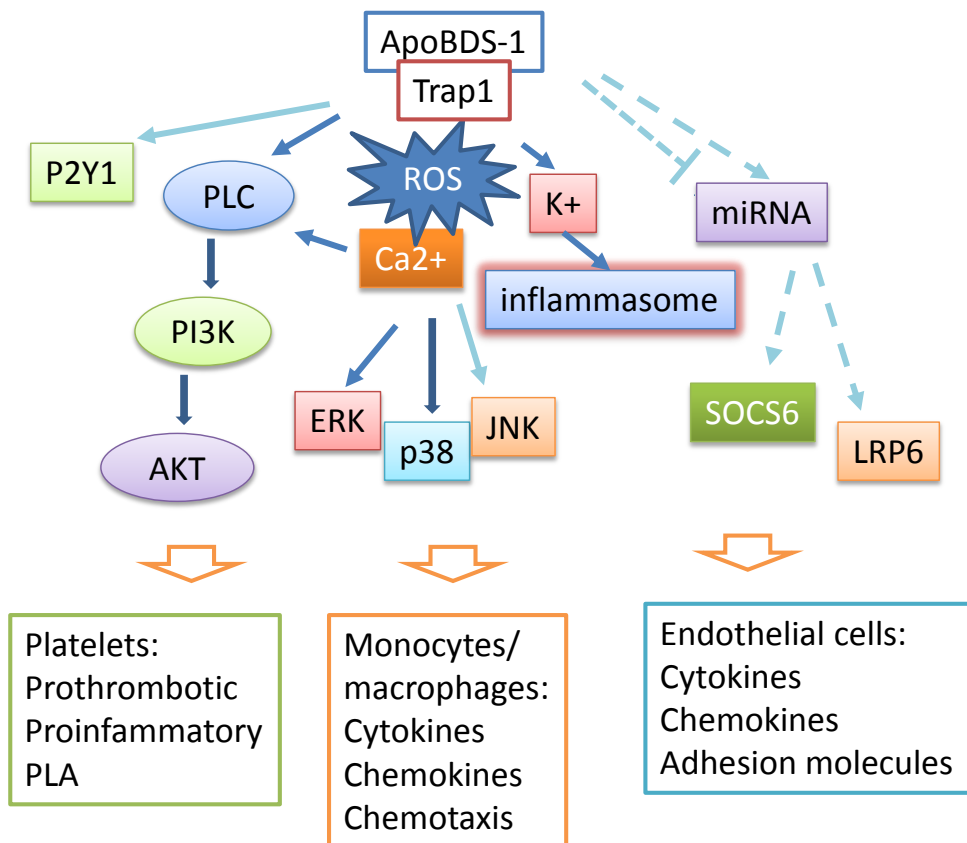 ApoBDS-1
Trap1
P2Y1
PLC
ROS
K+
miRNA
Ca2+
inflammasome
PI3K
SOCS6
ERK
p38
JNK
LRP6
AKT
Platelets:
Prothrombotic
Proinfammatory
PLA
Monocytes/
macrophages:
Cytokines
Chemokines
Chemotaxis
Endothelial cells:
Cytokines
Chemokines
Adhesion molecules